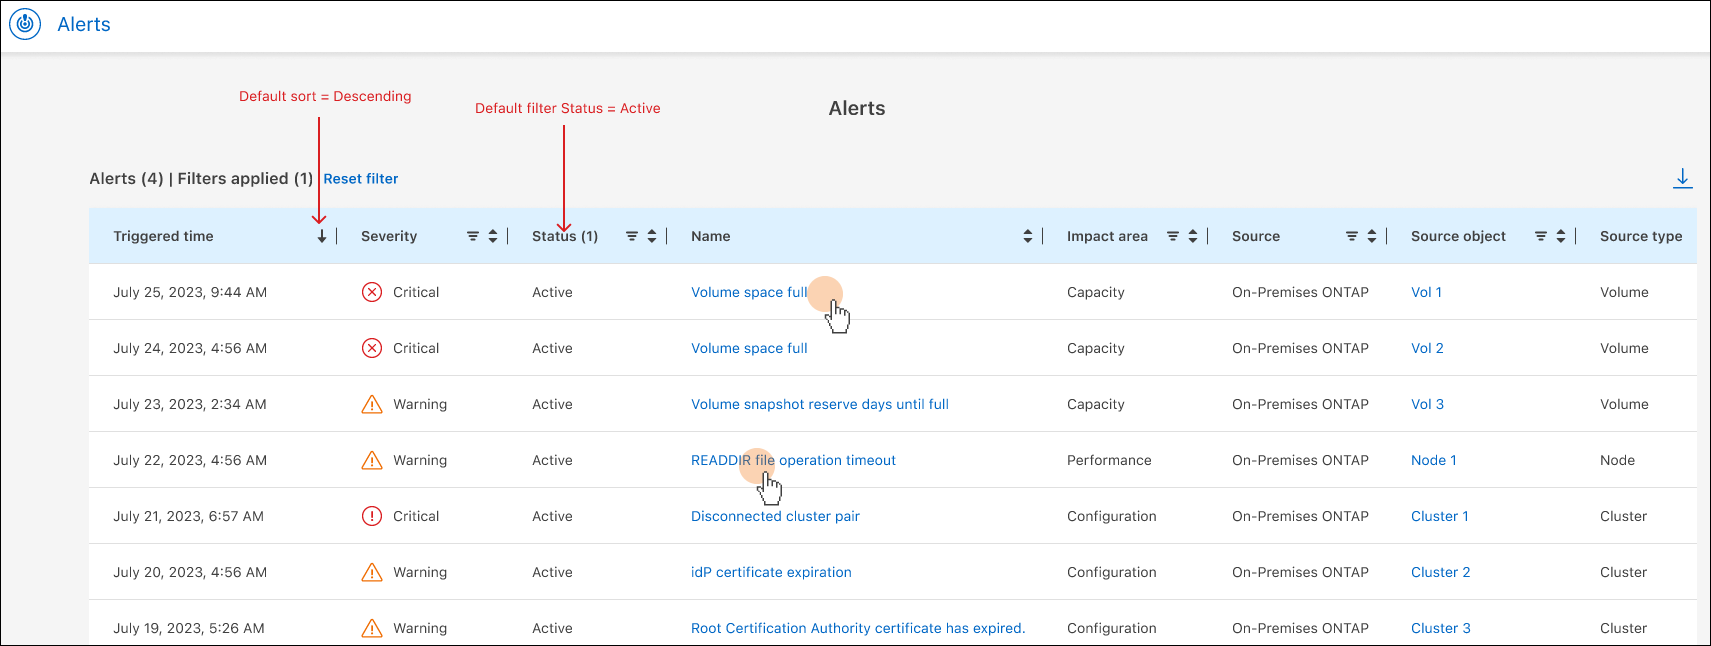 Alerts
Default sort = Descending
Default filter Status = Active
Alerts
Alerts (4) | Filters applied (1) Reset filter
Triggered time Severity Status (1) Name Impact area Source Source object Source type
July 25, 2023, 9:44 AM Critical Active Volume space full Capacity On-Premises ONTAP Vol 1 Volume
July 24, 2023, 4:56 AM Critical Active Volume space full Capacity On-Premises ONTAP Vol 2 Volume
July 23, 2023, 2:34 AM Warning Active Volume snapshot reserve days until full Capacity On-Premises ONTAP Vol 3 Volume
July 22, 2023, 4:56 AM Warning Active READDIR file operation timeout Performance On-Premises ONTAP Node 1 Node
July 21, 2023, 6:57 AM Critical Active Disconnected cluster pair Configuration On-Premises ONTAP Cluster 1 Cluster
July 20, 2023, 4:56 AM Warning Active idP certificate expiration Configuration On-Premises ONTAP Cluster 2 Cluster
July 19, 2023, 5:26 AM Warning Active Root Certification Authority certificate has expired. Configuration On-Premises ONTAP Cluster 3 Cluster